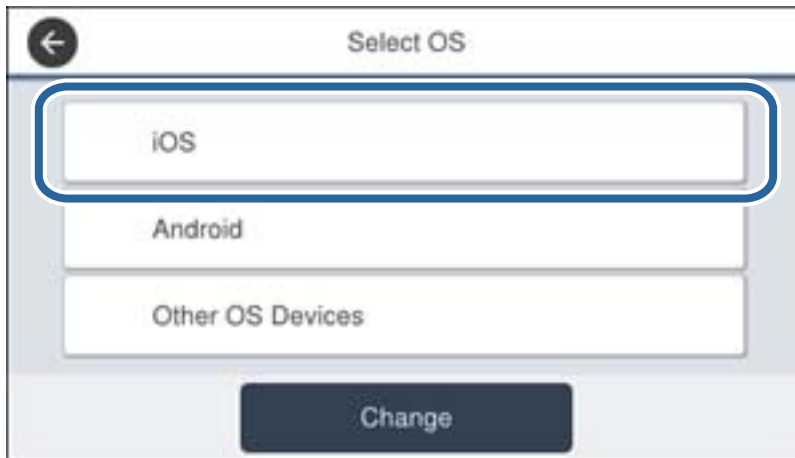 Select OS
iOS
Android
Other OS Devices
Change